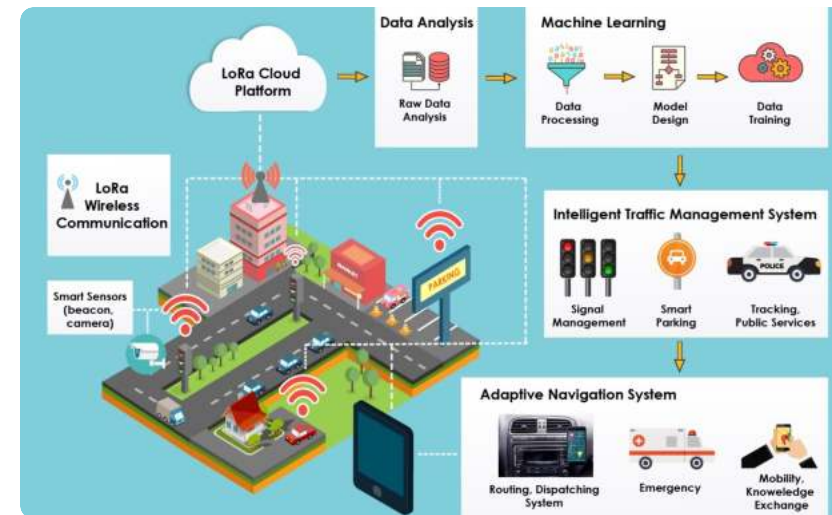 Data Analysis
Raw Data
Analysis
Machine Learning
Data
Processing
Model
Design
Data
Training
LoRa Cloud
Platform
LoRa
Wireless
Communication
Smart Sensors
(beacon,
camera)
PARKING
MARKET
Intelligent Traffic Management System
Signal
Management
Smart
Parking
POLICE
Tracking,
Public Services
Adaptive Navigation System
Routing, Dispatching
System
Emergency
Mobility,
Knoweledge
Exchange